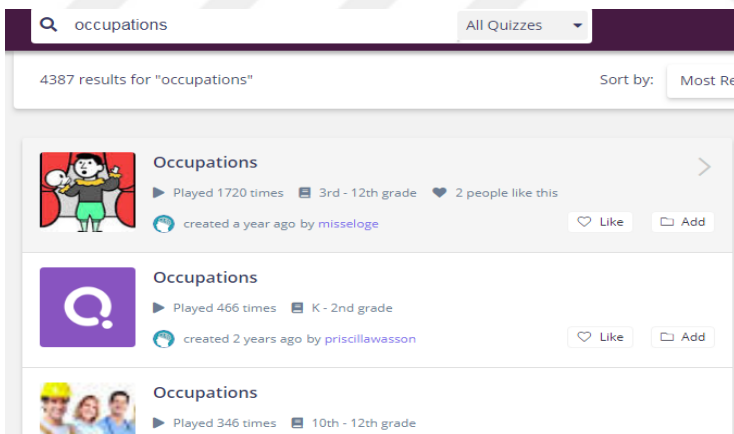 occupations All Quizzes
4387 results for "occupations" Sort by: Most Re
Occupations
Played 1720 times 3rd - 12th grade 2 people like this
created a year ago by misseloge Like Add
Occupations
Played 466 times K - 2nd grade
created 2 years ago by priscillawasson Like Add
Occupations
Played 346 times 10th - 12th grade